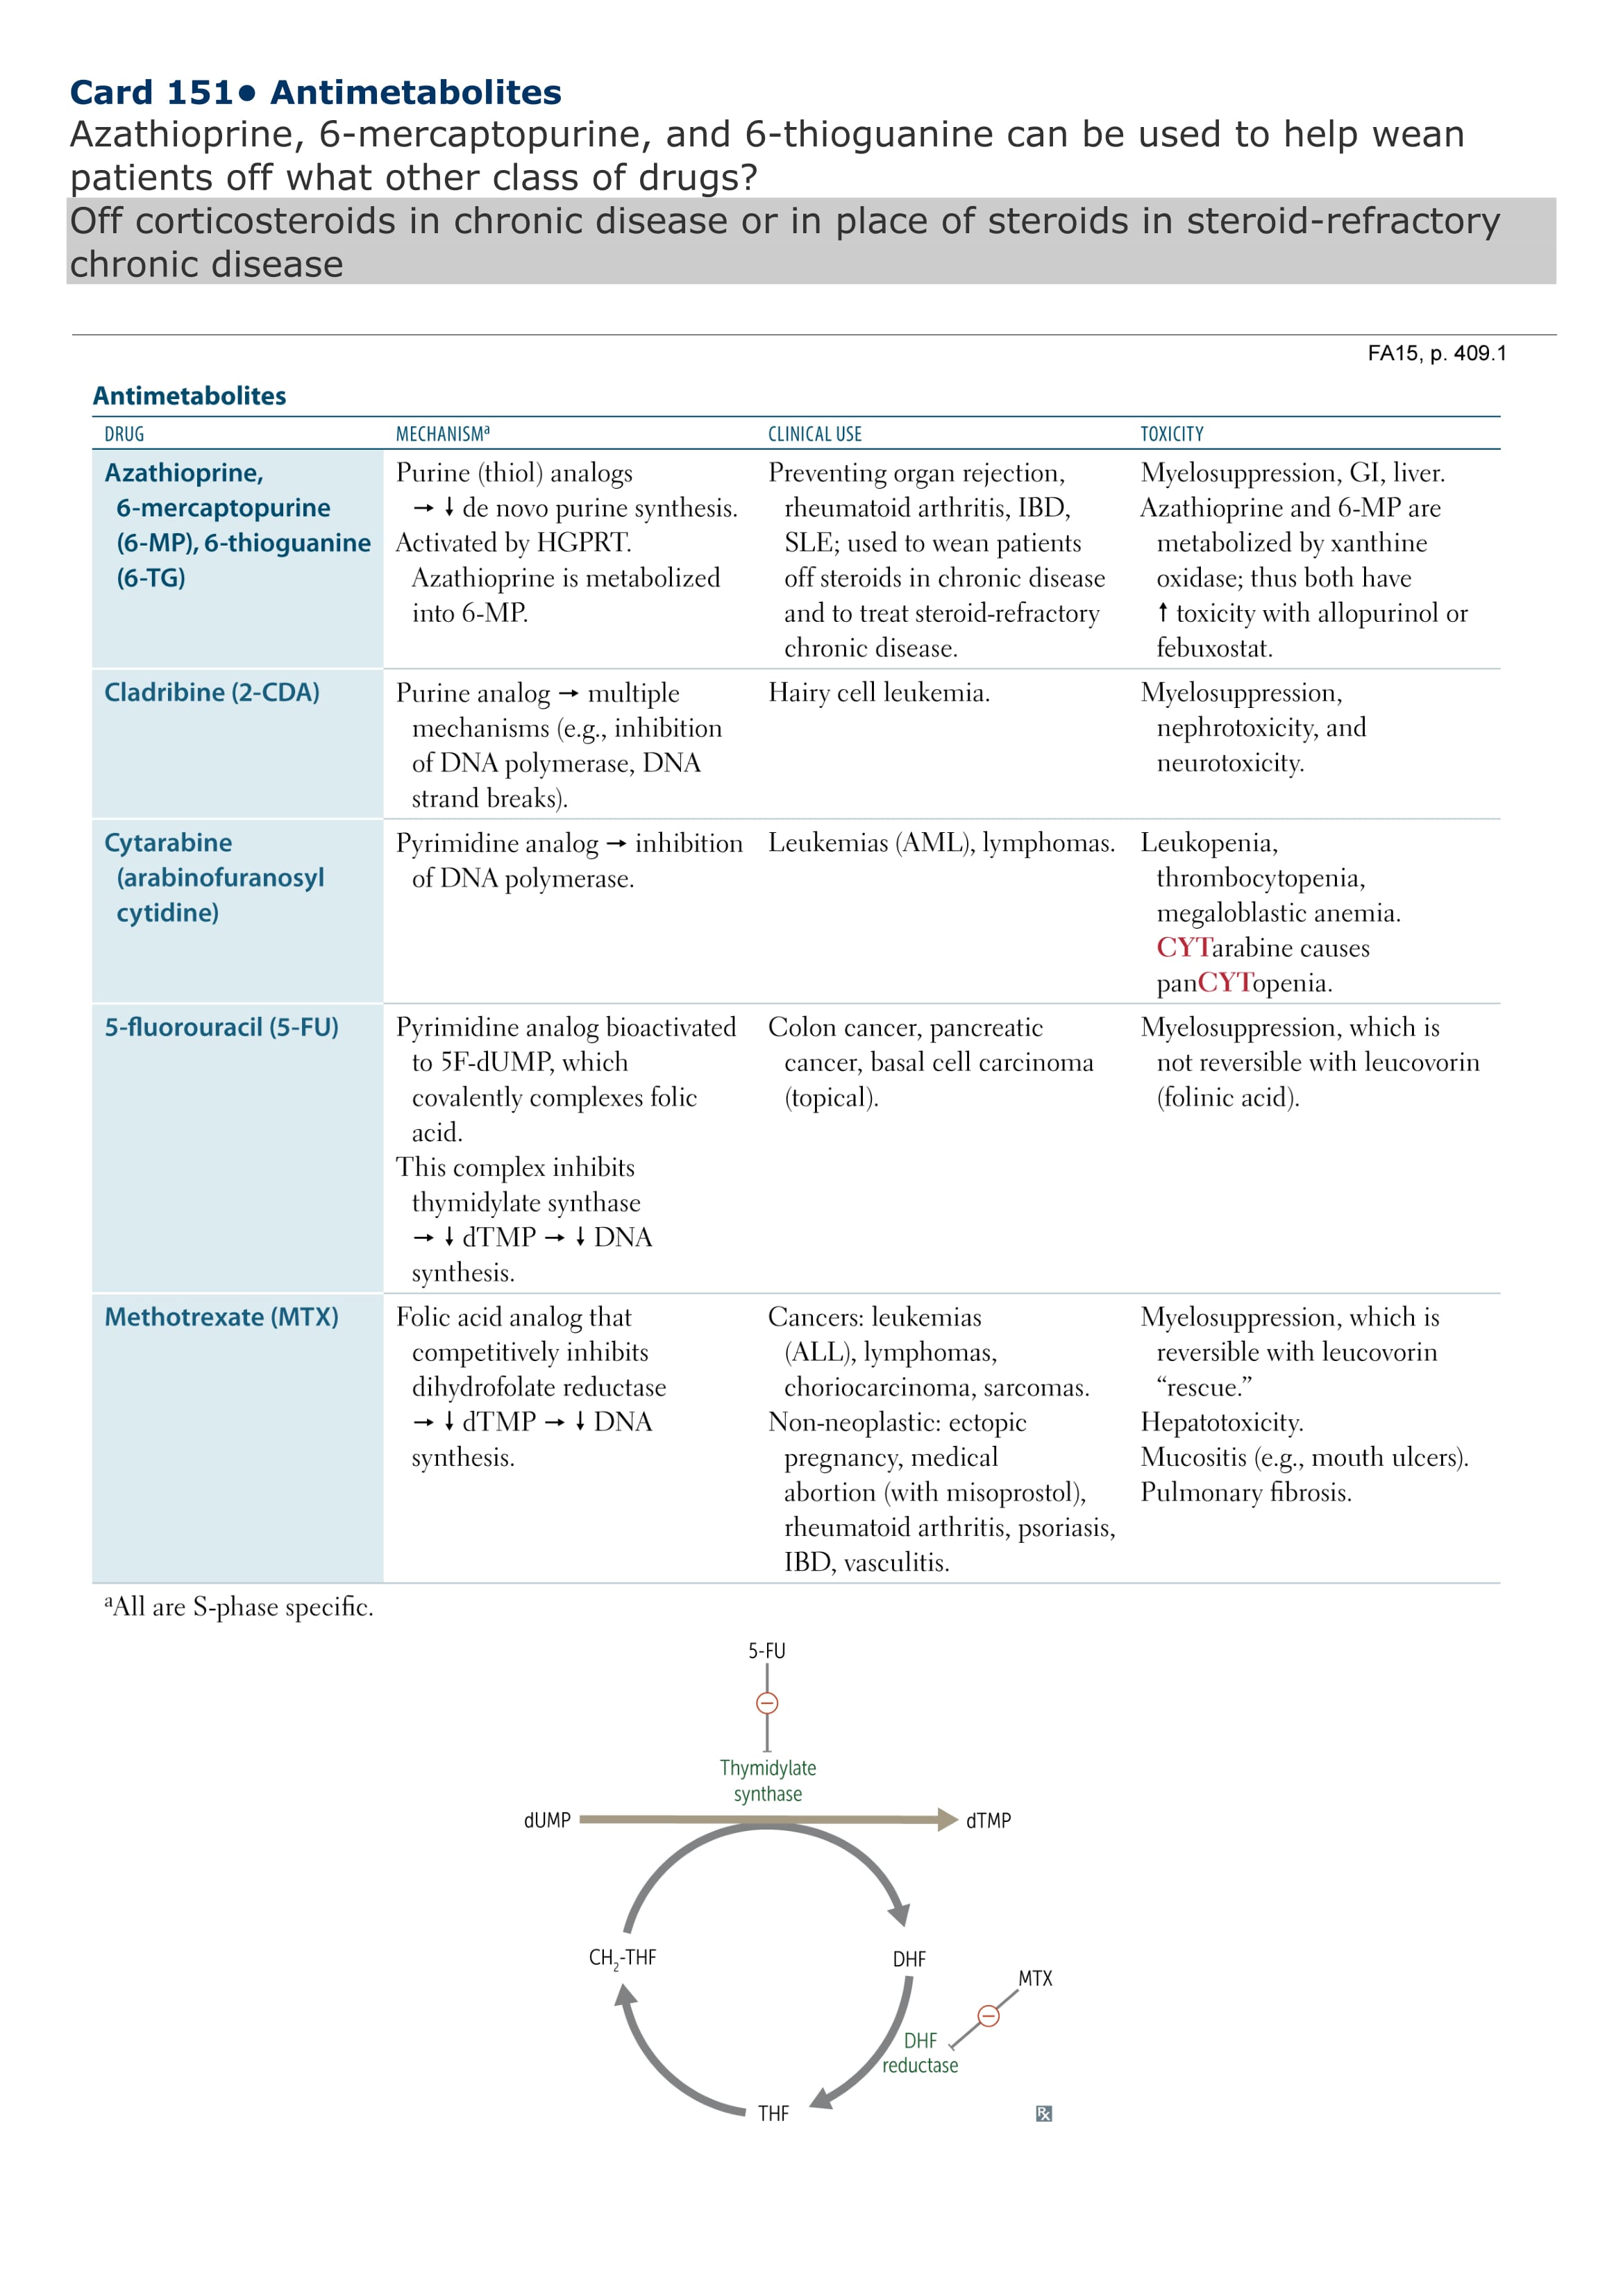 Card 151• Antimetabolites
Azathioprine, 6-mercaptopurine, and 6-thioguanine can be used to help wean
patients off what other class of drugs?
Off corticosteroids in chronic disease or in place of steroids in steroid-refractory
chronic disease
FA15, p. 409.1
Antimetabolites
DRUG
MECHANISMa
CLINICAL USE
TOXICITY
Azathioprine,
6-mercaptopurine
(6-MP), 6-thioguanine
(6-TG)
Purine (thiol) analogs
→ ↓ de novo purine synthesis.
Activated by HGPRT.
Azathioprine is metabolized
into 6-MP.
Preventing organ rejection,
rheumatoid arthritis, IBD,
SLE; used to wean patients
off steroids in chronic disease
and to treat steroid-refractory
chronic disease.
Myelosuppression, GI, liver.
Azathioprine and 6-MP are
metabolized by xanthine
oxidase; thus both have
↑ toxicity with allopurinol or
febuxostat.
Cladribine (2-CDA)
Purine analog → multiple
mechanisms (e.g., inhibition
of DNA polymerase, DNA
strand breaks).
Hairy cell leukemia.
Myelosuppression,
nephrotoxicity, and
neurotoxicity.
Cytarabine
(arabinofuranosyl
cytidine)
Pyrimidine analog → inhibition
of DNA polymerase.
Leukemias (AML), lymphomas.
Leukopenia,
thrombocytopenia,
megaloblastic anemia.
CYTarabine causes
panCYTopenia.
5-fluorouracil (5-FU)
Pyrimidine analog bioactivated
to 5F-dUMP, which
covalently complexes folic
acid.
This complex inhibits
thymidylate synthase
→ ↓ dTMP → ↓ DNA
synthesis.
Colon cancer, pancreatic
cancer, basal cell carcinoma
(topical).
Myelosuppression, which is
not reversible with leucovorin
(folinic acid).
Methotrexate (MTX)
Folic acid analog that
competitively inhibits
dihydrofolate reductase
→ ↓ dTMP → ↓ DNA
synthesis.
Cancers: leukemias
(ALL), lymphomas,
choriocarcinoma, sarcomas.
Non-neoplastic: ectopic
pregnancy, medical
abortion (with misoprostol),
rheumatoid arthritis, psoriasis,
IBD, vasculitis.
Myelosuppression, which is
reversible with leucovorin
“rescue.”
Hepatotoxicity.
Mucositis (e.g., mouth ulcers).
Pulmonary fibrosis.
aAll are S-phase specific.
5-FU
Thymidylate
synthase
dUMP
dTMP
CH2-THF
DHF
MTX
DHF
reductase
THF
Rx